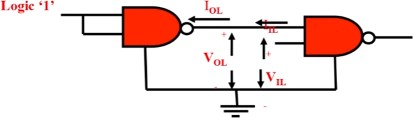 Logic ‘1’
I_OL
I_IL
+
+
V_OL
V_IL
-
-